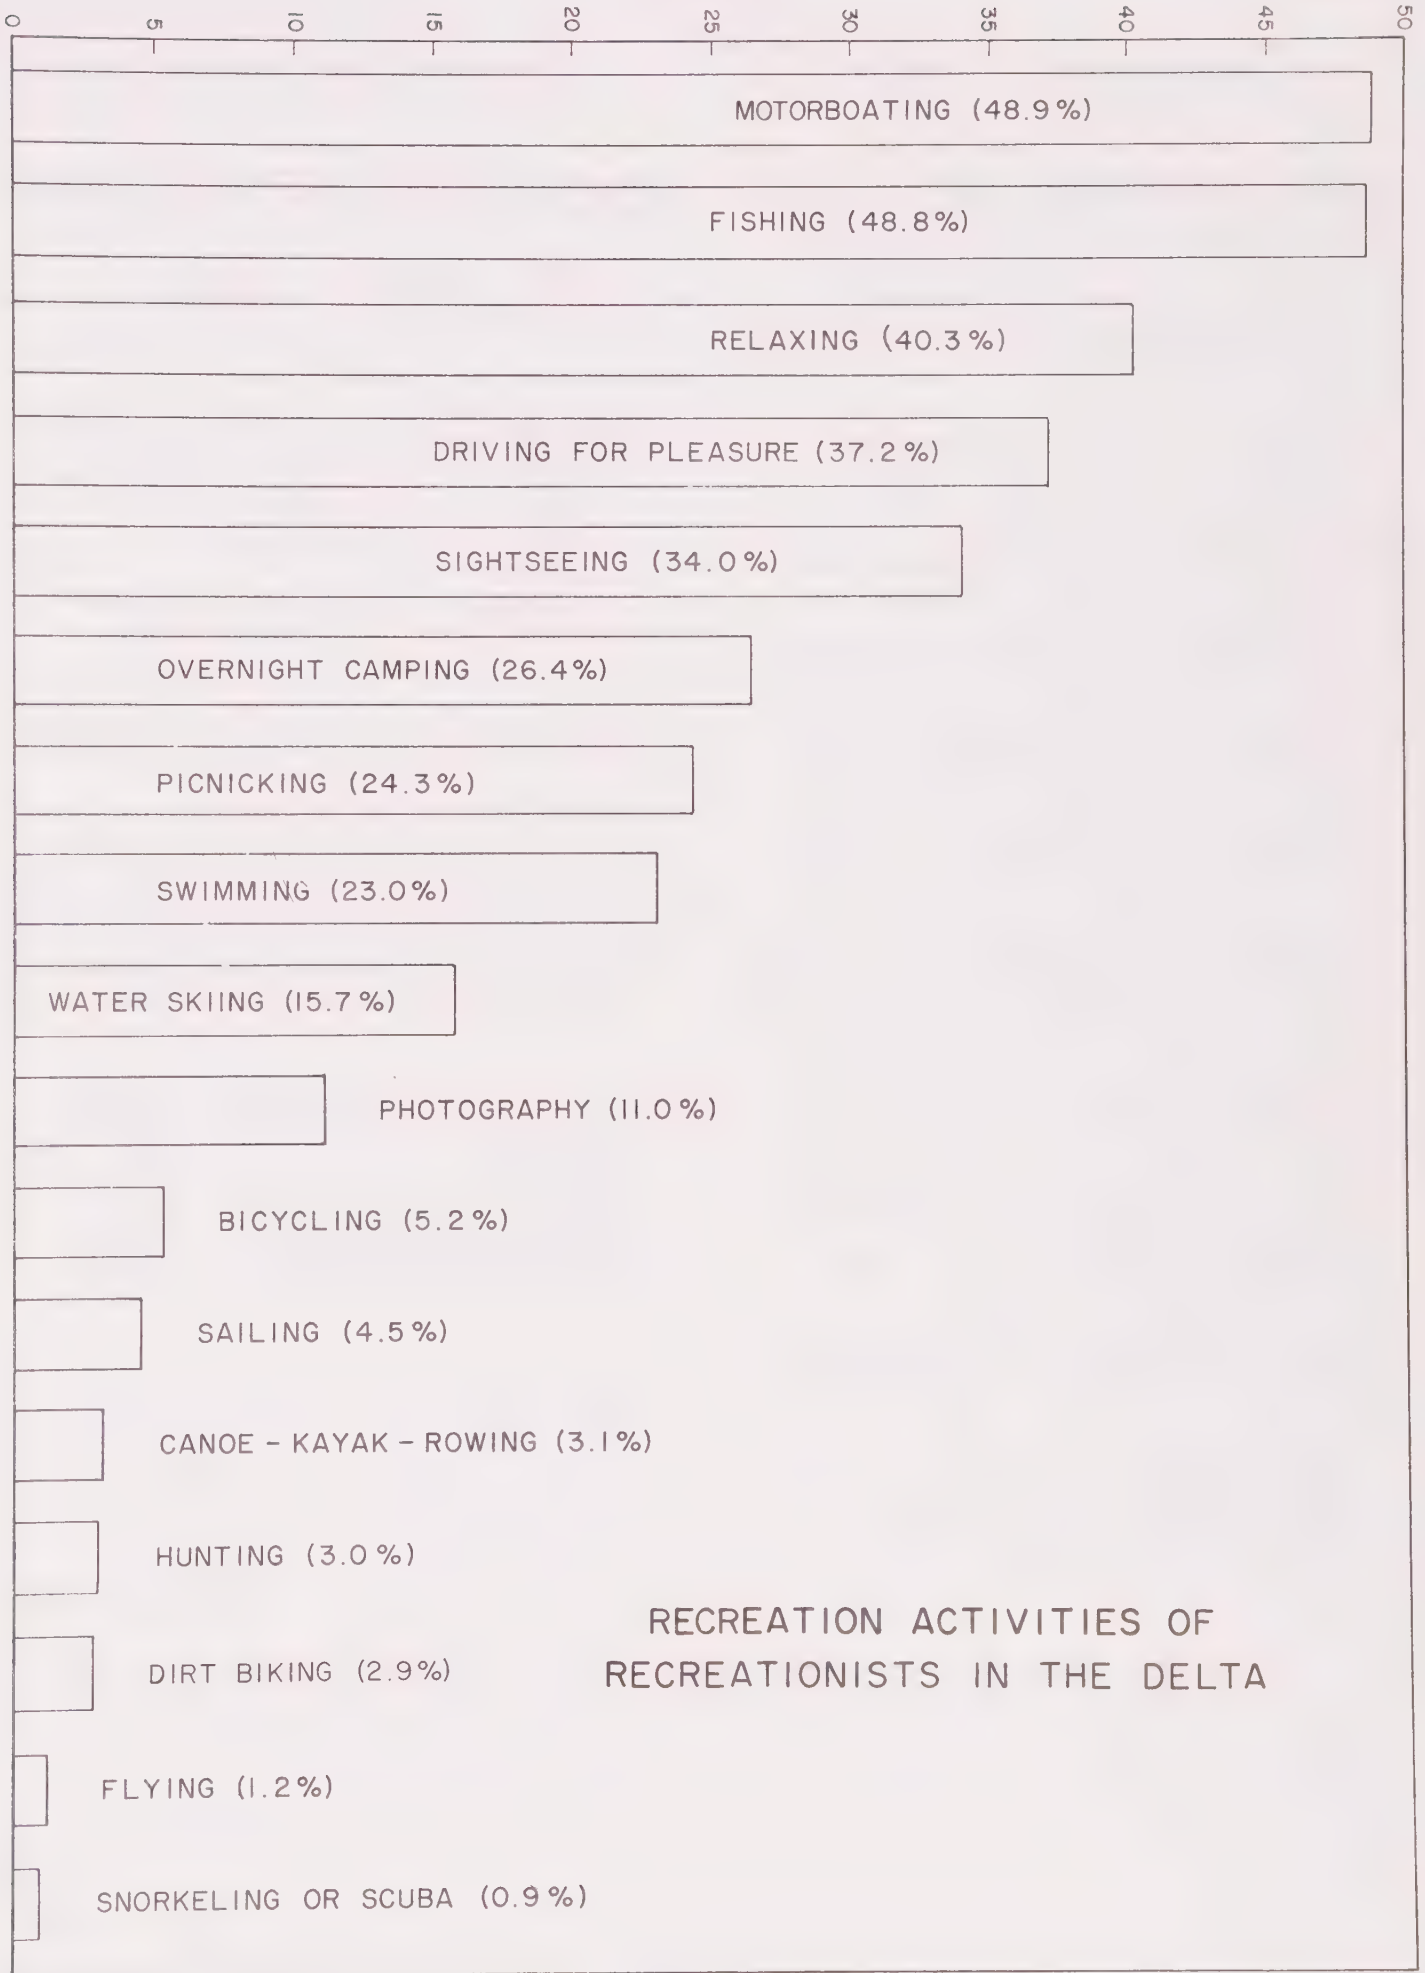 0 5 10 15 20 25 30 35 40 45 50
MOTORBOATING (48.9%)
FISHING (48.8%)
RELAXING (40.3%)
DRIVING FOR PLEASURE (37.2%)
SIGHTSEEING (34.0%)
OVERNIGHT CAMPING (26.4%)
PICNICKING (24.3%)
SWIMMING (23.0%)
WATER SKIING (15.7%)
PHOTOGRAPHY (11.0%)
BICYCLING (5.2%)
SAILING (4.5%)
CANOE – KAYAK – ROWING (3.1%)
HUNTING (3.0%)
RECREATION ACTIVITIES OF
RECREATIONISTS IN THE DELTA
DIRT BIKING (2.9%)
FLYING (1.2%)
SNORKELING OR SCUBA (0.9%)